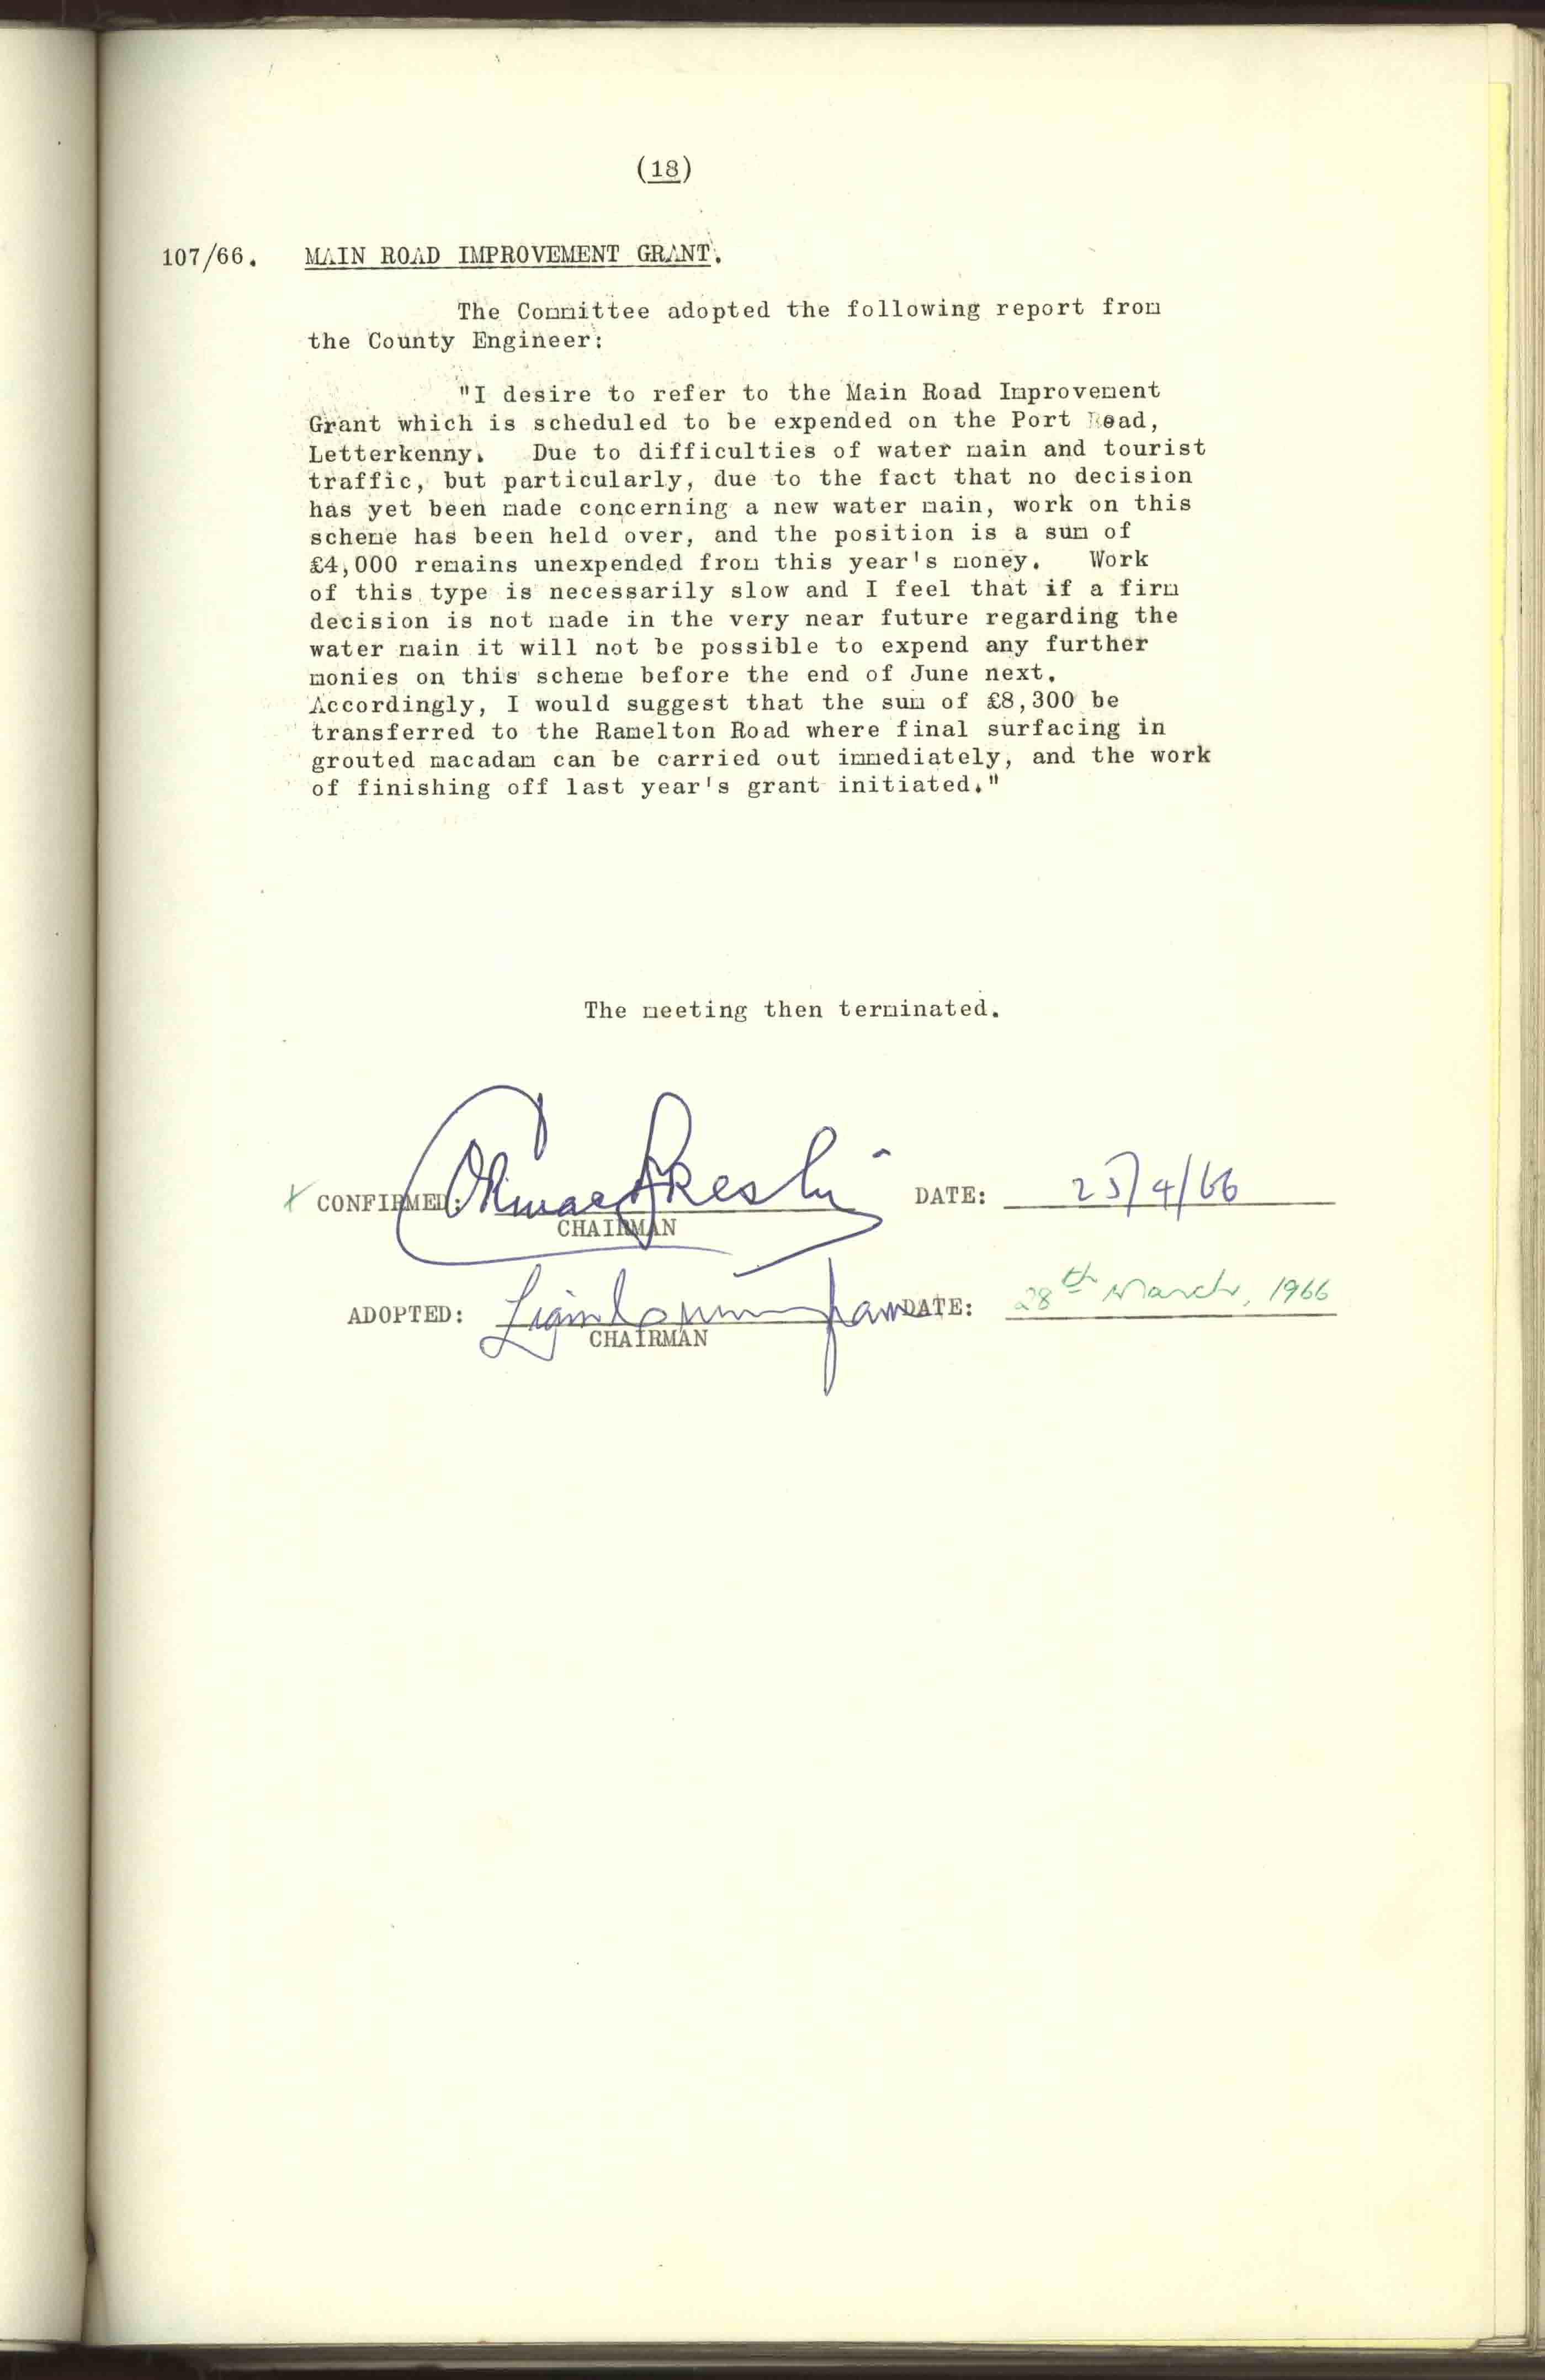 (18)
107/66. MAIN ROAD IMPROVEMENT GRANT.
The Committee adopted the following report from
the County Engineer:
"I desire to refer to the Main Road Improvement
Grant which is scheduled to be expended on the Port Road,
Letterkenny. Due to difficulties of water main and tourist
traffic, but particularly, due to the fact that no decision
has yet been made concerning a new water main, work on this
scheme has been held over, and the position is a sum of
£4,000 remains unexpended from this year's money. Work
of this type is necessarily slow and I feel that if a firm
decision is not made in the very near future regarding the
water main it will not be possible to expend any further
monies on this scheme before the end of June next.
Accordingly, I would suggest that the sum of £8,300 be
transferred to the Ramelton Road where final surfacing in
grouted macadam can be carried out immediately, and the work
of finishing off last year's grant initiated."
The meeting then terminated.
CONFIRMED: DATE: 25/4/66
CHAIRMAN
ADOPTED: DATE: 28th March, 1966
CHAIRMAN